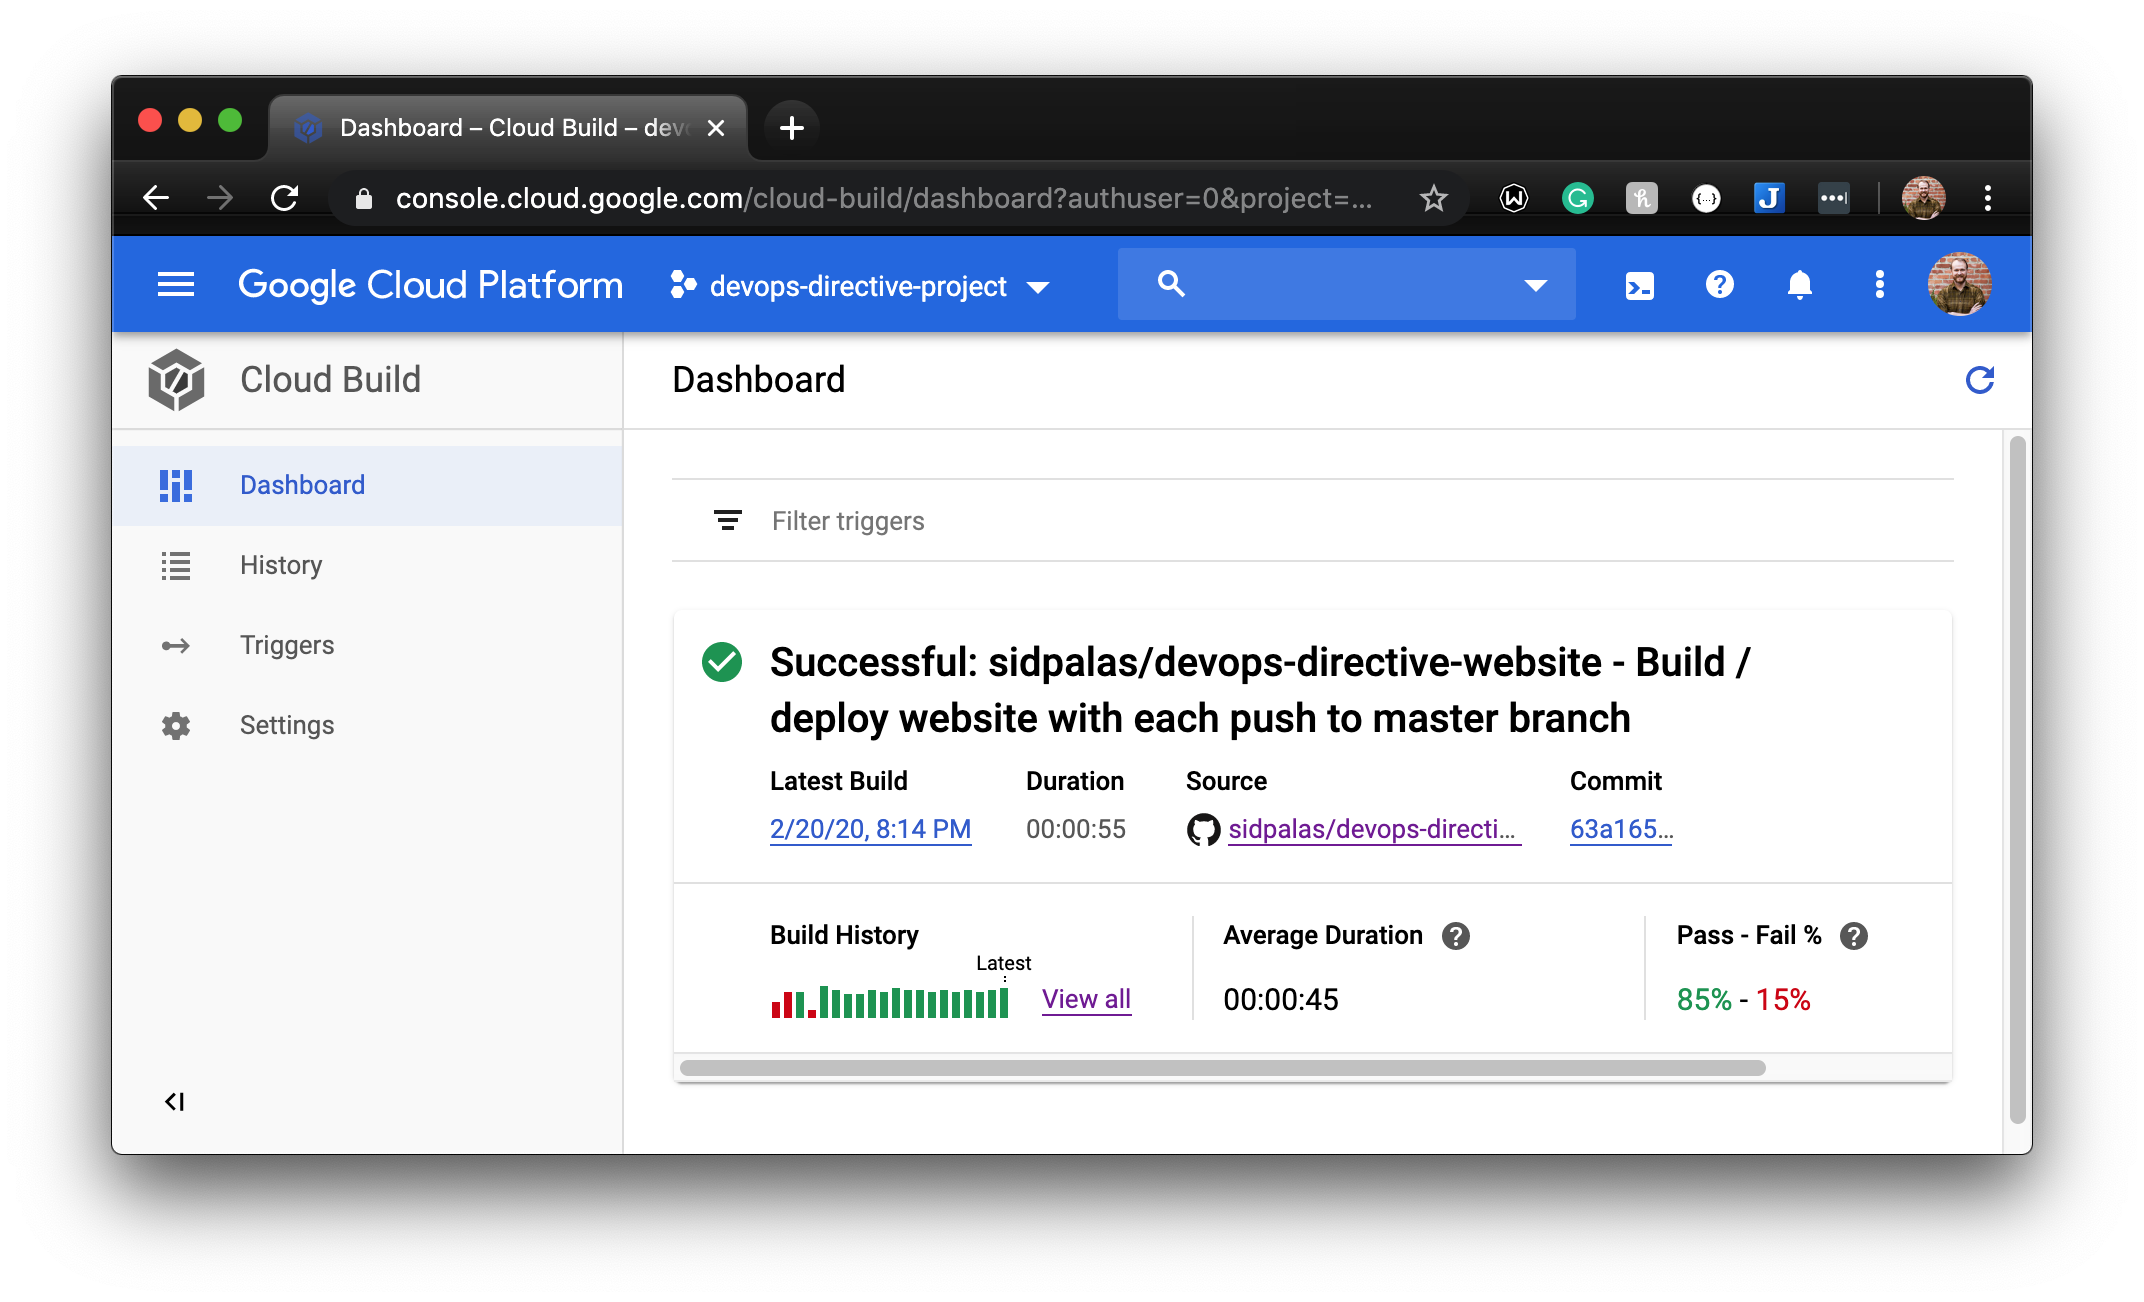 Dashboard – Cloud Build – devo
console.cloud.google.com/cloud-build/dashboard?authuser=0&project=...
Google Cloud Platform
devops-directive-project
Cloud Build
Dashboard
Dashboard
History
Triggers
Settings
Filter triggers
Successful: sidpalas/devops-directive-website - Build /
deploy website with each push to master branch
Latest Build Duration Source Commit
2/20/20, 8:14 PM 00:00:55 sidpalas/devops-directi... 63a165...
Build History Average Duration Pass - Fail %
Latest
View all 00:00:45 85% - 15%